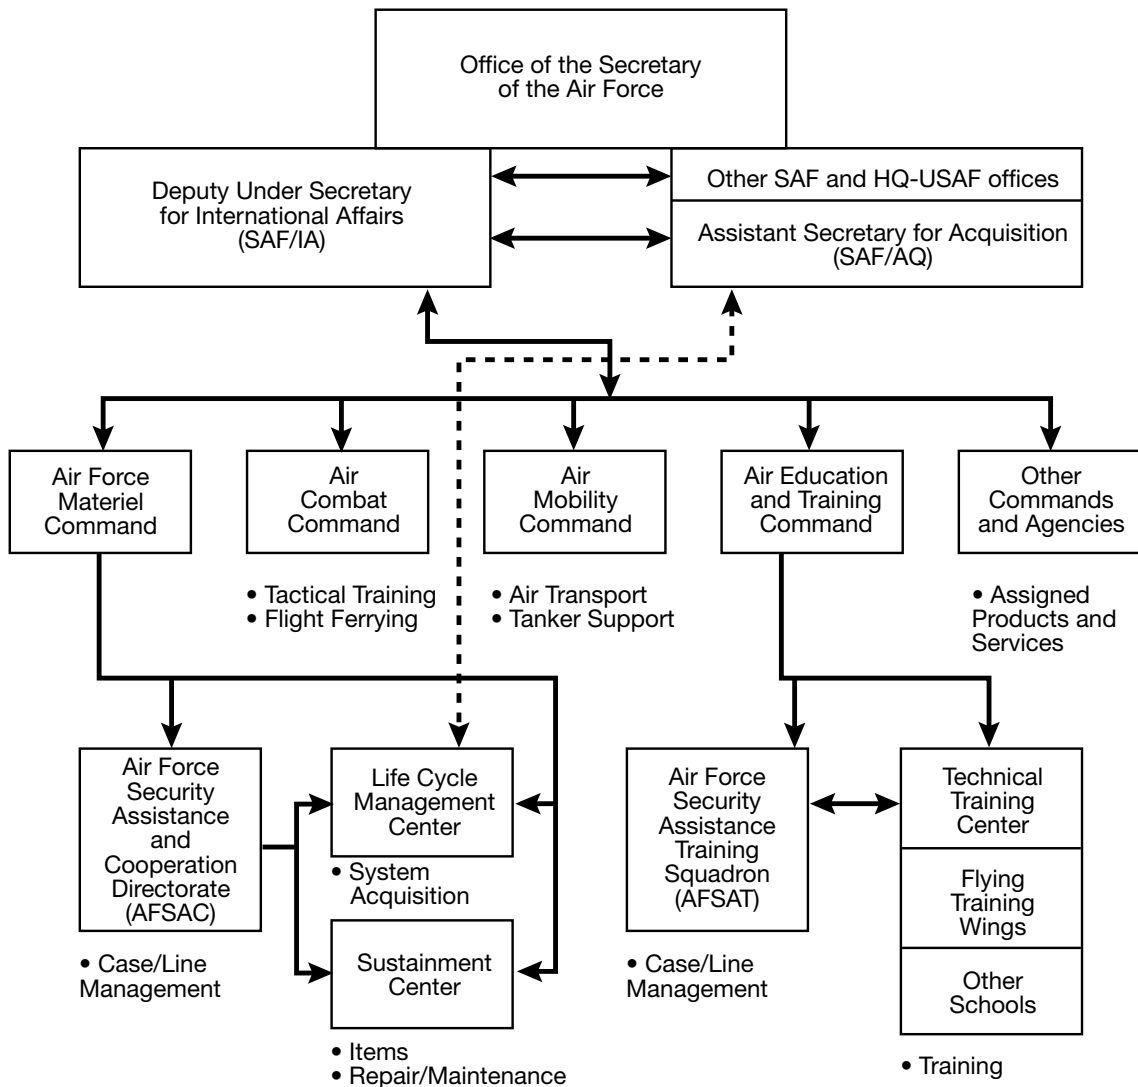 Office of the Secretary
of the Air Force
Deputy Under Secretary
for International Affairs
(SAF/IA)
Other SAF and HQ-USAF offices
Assistant Secretary for Acquisition
(SAF/AQ)
Air Force
Materiel
Command
Air
Combat
Command
Air
Mobility
Command
Air Education
and Training
Command
Other
Commands
and Agencies
• Tactical Training
• Flight Ferrying
• Air Transport
• Tanker Support
• Assigned
Products and
Services
Air Force
Security
Assistance
and
Cooperation
Directorate
(AFSAC)
• Case/Line
Management
Life Cycle
Management
Center
• System
Acquisition
Sustainment
Center
• Items
• Repair/Maintenance
Air Force
Security
Assistance
Training
Squadron
(AFSAT)
• Case/Line
Management
Technical
Training
Center
Flying
Training
Wings
Other
Schools
• Training